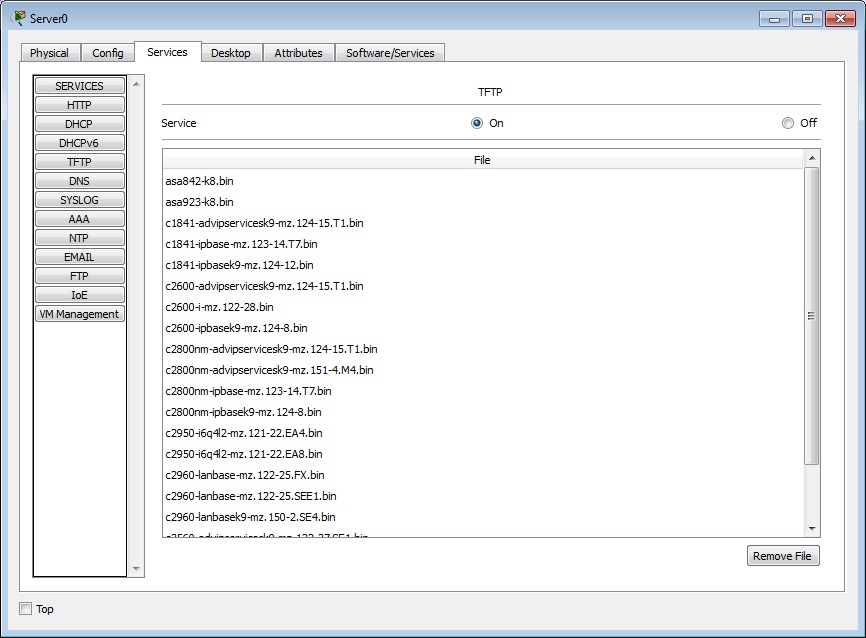 Server0
Physical Config Services Desktop Attributes Software/Services
SERVICES
HTTP
DHCP
DHCPv6
TFTP
DNS
SYSLOG
AAA
NTP
EMAIL
FTP
IoE
VM Management
TFTP
Service On Off
File
asa842-k8.bin
asa923-k8.bin
c1841-advipservicesk9-mz.124-15.T1.bin
c1841-ipbase-mz.123-14.T7.bin
c1841-ipbasek9-mz.124-12.bin
c2600-advipservicesk9-mz.124-15.T1.bin
c2600-i-mz.122-28.bin
c2600-ipbasek9-mz.124-8.bin
c2800nm-advipservicesk9-mz.124-15.T1.bin
c2800nm-advipservicesk9-mz.151-4.M4.bin
c2800nm-ipbase-mz.123-14.T7.bin
c2800nm-ipbasek9-mz.124-8.bin
c2950-i6q4l2-mz.121-22.EA4.bin
c2950-i6q4l2-mz.121-22.EA8.bin
c2960-lanbase-mz.122-25.FX.bin
c2960-lanbase-mz.122-25.SEE1.bin
c2960-lanbasek9-mz.150-2.SE4.bin
Remove File
Top